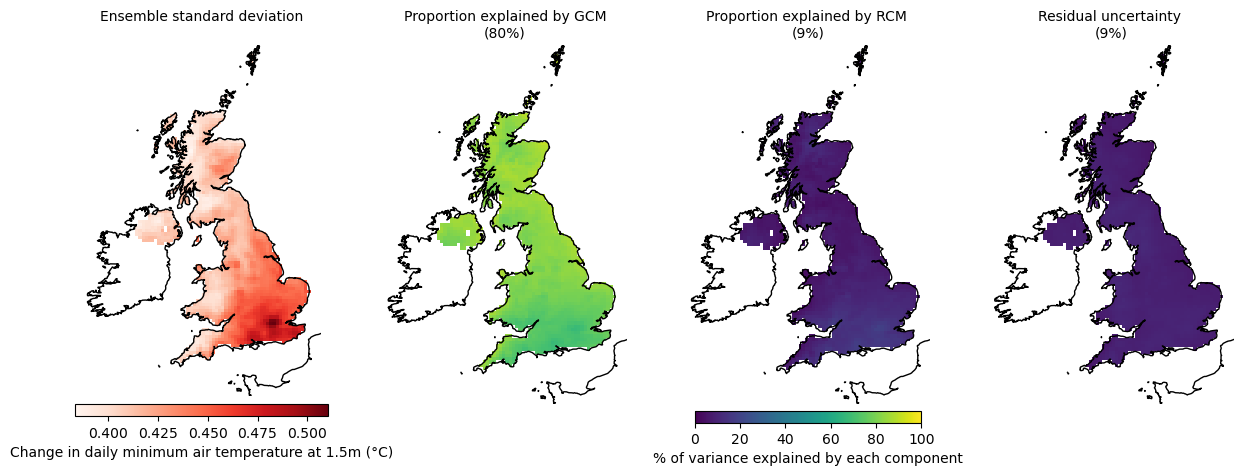 Ensemble standard deviation
Proportion explained by GCM
(80%)
Proportion explained by RCM
(9%)
Residual uncertainty
(9%)
0.400 0.425 0.450 0.475 0.500
Change in daily minimum air temperature at 1.5m (°C)
0 20 40 60 80 100
% of variance explained by each component